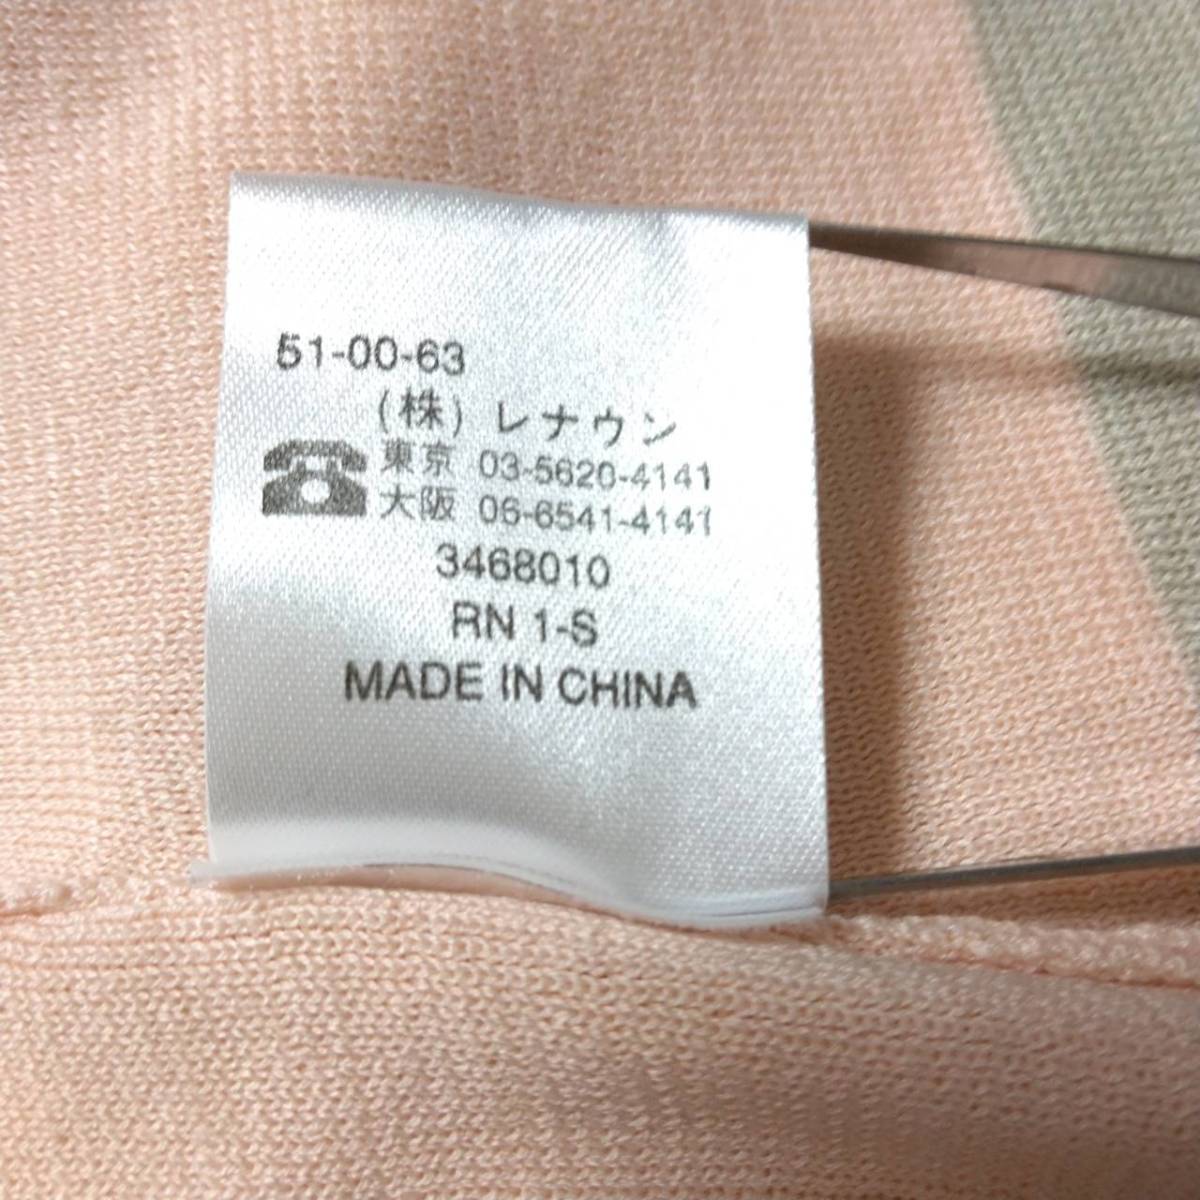 51-00-63
(株) レナウン
東京 03-5620-4141
大阪 06-6541-4141
3468010
RN 1-S
MADE IN CHINA